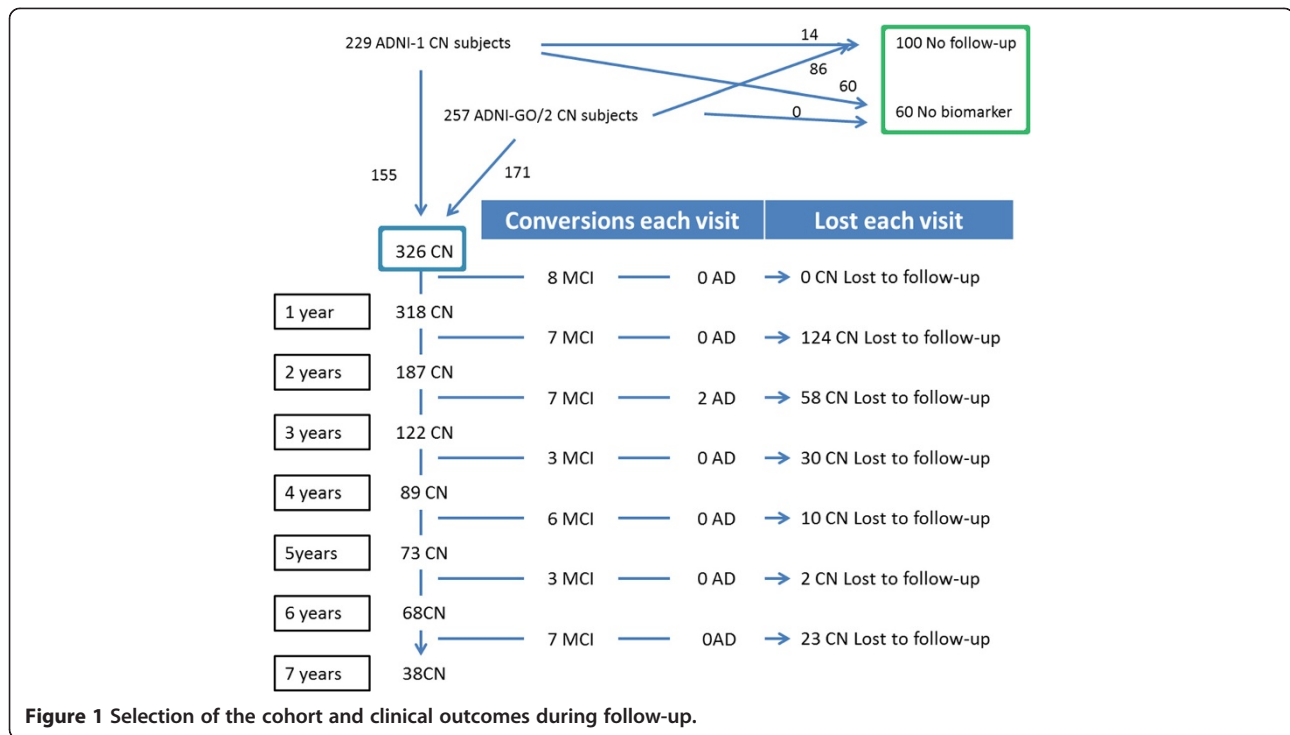 229 ADNI-1 CN subjects
14
100 No follow-up
86
60
257 ADNI-GO/2 CN subjects
0
60 No biomarker
155
171
Conversions each visit Lost each visit
326 CN
8 MCI 0 AD 0 CN Lost to follow-up
1 year 318 CN
7 MCI 0 AD 124 CN Lost to follow-up
2 years 187 CN
7 MCI 2 AD 58 CN Lost to follow-up
3 years 122 CN
3 MCI 0 AD 30 CN Lost to follow-up
4 years 89 CN
6 MCI 0 AD 10 CN Lost to follow-up
5years 73 CN
3 MCI 0 AD 2 CN Lost to follow-up
6 years 68CN
7 MCI 0AD 23 CN Lost to follow-up
7 years 38CN
Figure 1 Selection of the cohort and clinical outcomes during follow-up.